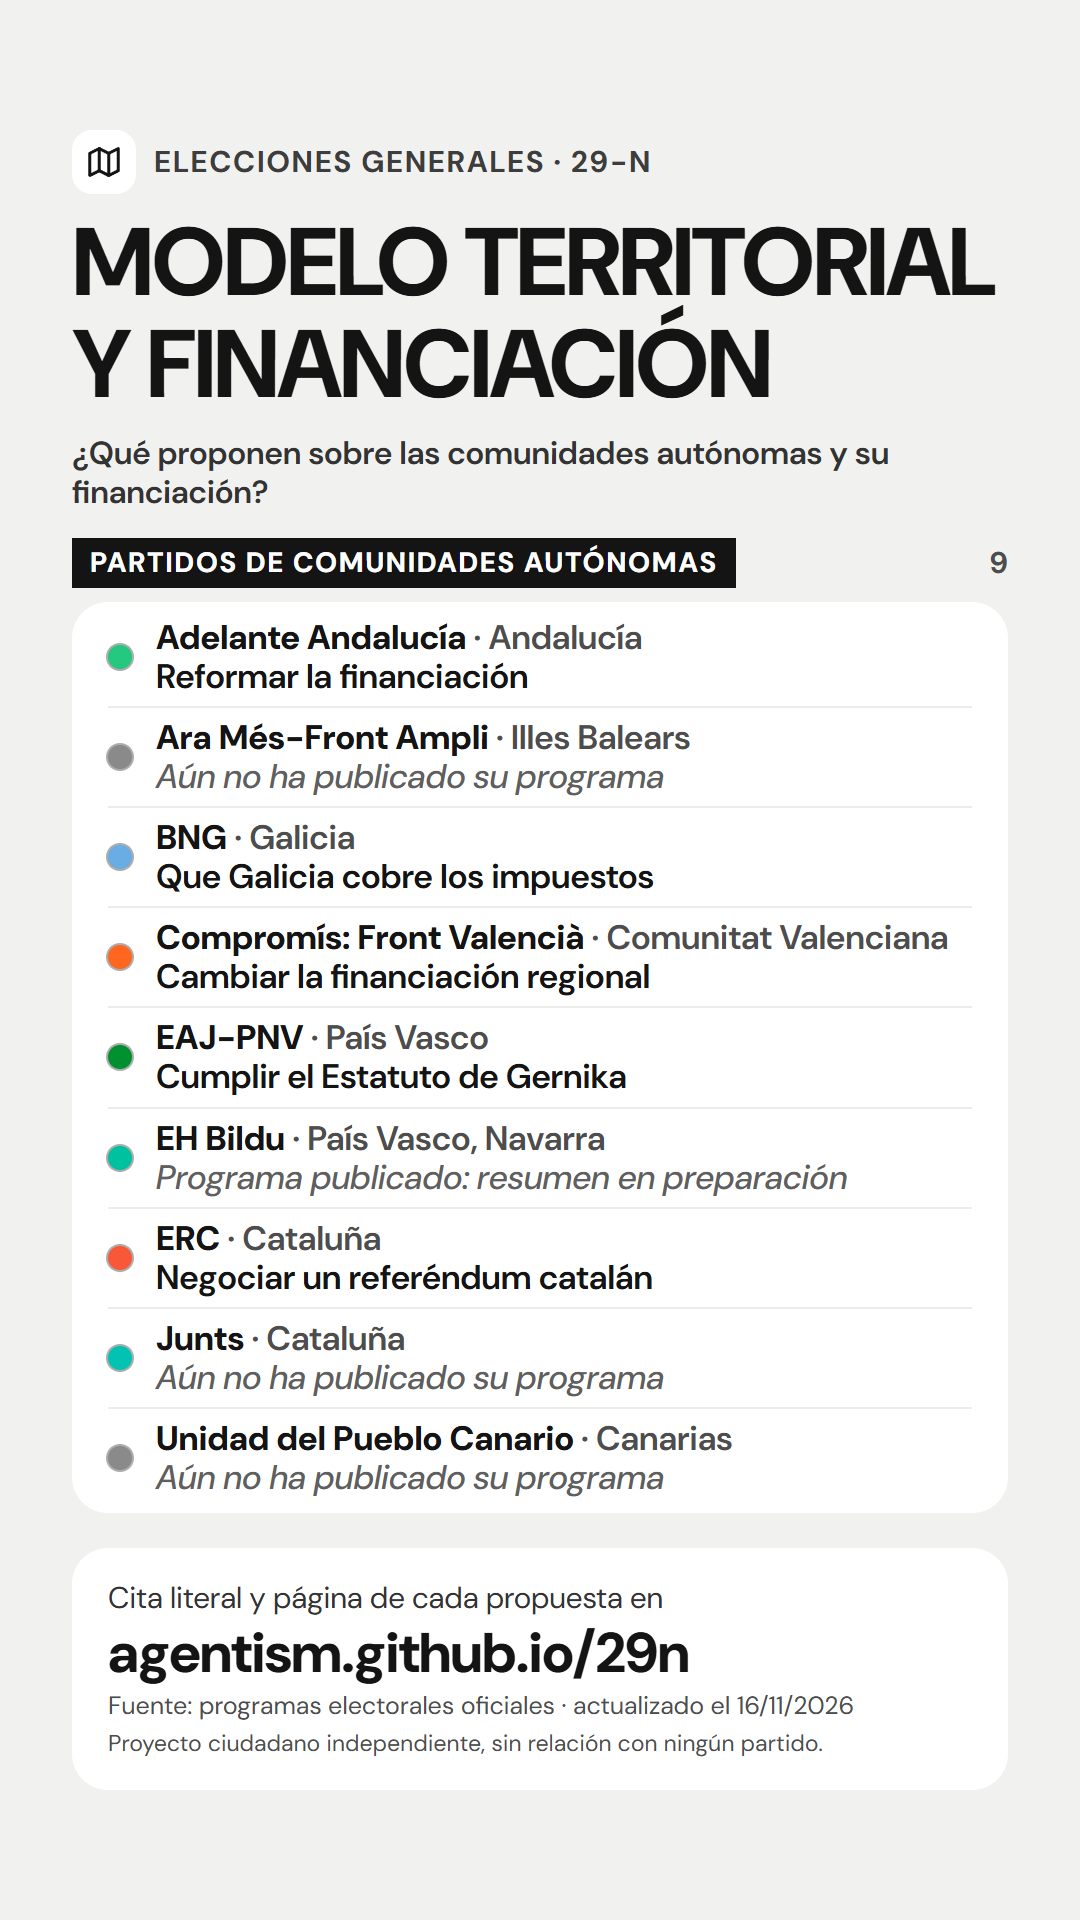 ELECCIONES GENERALES · 29-N
MODELO TERRITORIAL
Y FINANCIACIÓN
¿Qué proponen sobre las comunidades autónomas y su
financiación?
PARTIDOS DE COMUNIDADES AUTÓNOMAS 9
Adelante Andalucía · Andalucía
Reformar la financiación
Ara Més-Front Ampli · Illes Balears
Aún no ha publicado su programa
BNG · Galicia
Que Galicia cobre los impuestos
Compromís: Front Valencià · Comunitat Valenciana
Cambiar la financiación regional
EAJ-PNV · País Vasco
Cumplir el Estatuto de Gernika
EH Bildu · País Vasco, Navarra
Programa publicado: resumen en preparación
ERC · Cataluña
Negociar un referéndum catalán
Junts · Cataluña
Aún no ha publicado su programa
Unidad del Pueblo Canario · Canarias
Aún no ha publicado su programa
Cita literal y página de cada propuesta en
agentism.github.io/29n
Fuente: programas electorales oficiales · actualizado el 16/11/2026
Proyecto ciudadano independiente, sin relación con ningún partido.